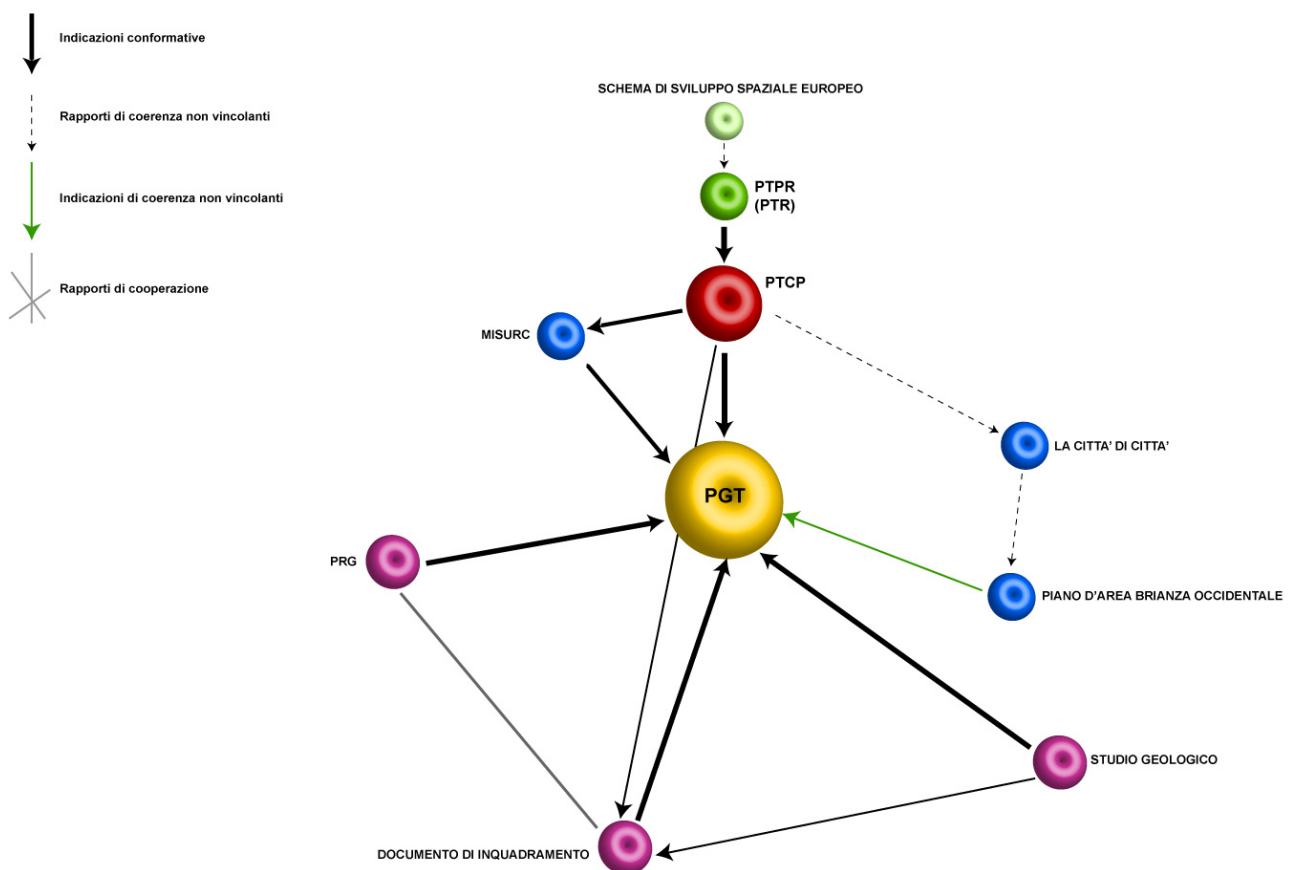 Indicazioni conformative
Rapporti di coerenza non vincolanti
Indicazioni di coerenza non vincolanti
Rapporti di cooperazione
SCHEMA DI SVILUPPO SPAZIALE EUROPEO
PTPR
(PTR)
PTCP
MISURC
LA CITTA' DI CITTA'
PGT
PRG
PIANO D'AREA BRIANZA OCCIDENTALE
STUDIO GEOLOGICO
DOCUMENTO DI INQUADRAMENTO